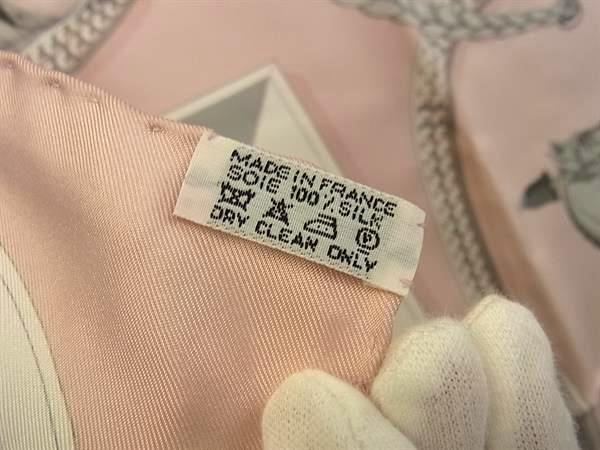 MADE IN FRANCE
SOIE 100% SILK
P
DRY CLEAN ONLY